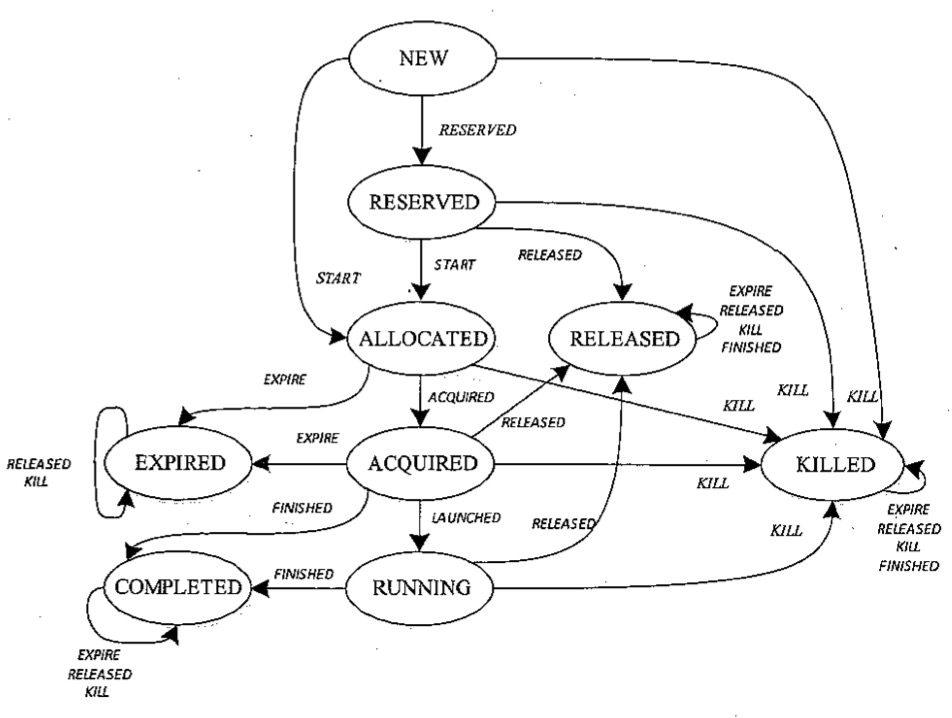 NEW
RESERVED
RESERVED
START
START
RELEASED
ALLOCATED
RELEASED
EXPIRE
RELEASED
KILL
FINISHED
EXPIRE
ACQUIRED
RELEASED
KILL
KILL
KILL
RELEASED
KILL
EXPIRED
EXPIRE
ACQUIRED
KILL
KILLED
EXPIRE
RELEASED
KILL
FINISHED
FINISHED
LAUNCHED
RELEASED
KILL
COMPLETED
FINISHED
RUNNING
EXPIRE
RELEASED
KILL